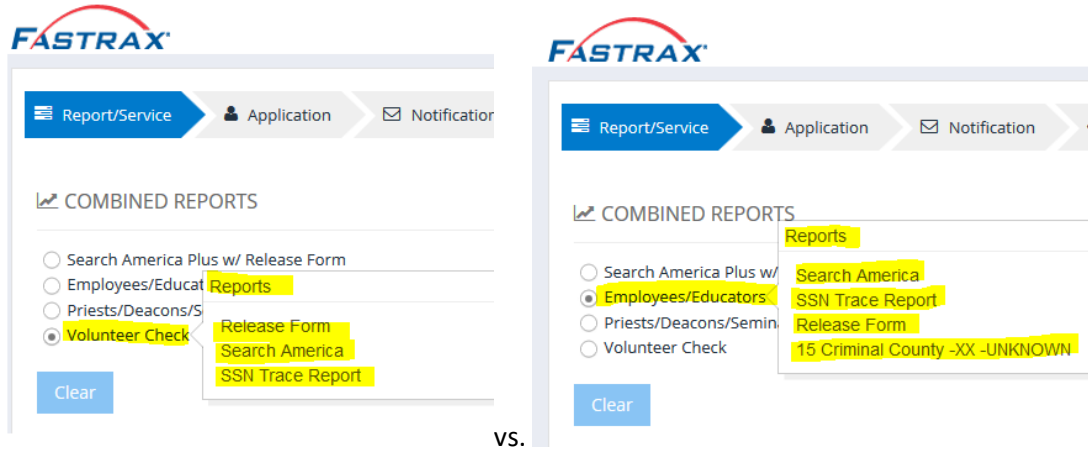 FASTRAX
Report/Service
Application
Notification
COMBINED REPORTS
Search America Plus w/ Release Form
Employees/Educat
Priests/Deacons/S
Volunteer Check
Reports
Release Form
Search America
SSN Trace Report
Clear
vs.
FASTRAX
Report/Service
Application
Notification
COMBINED REPORTS
Search America Plus w/
Employees/Educators
Priests/Deacons/Semin
Volunteer Check
Reports
Search America
SSN Trace Report
Release Form
15 Criminal County -XX -UNKNOWN
Clear